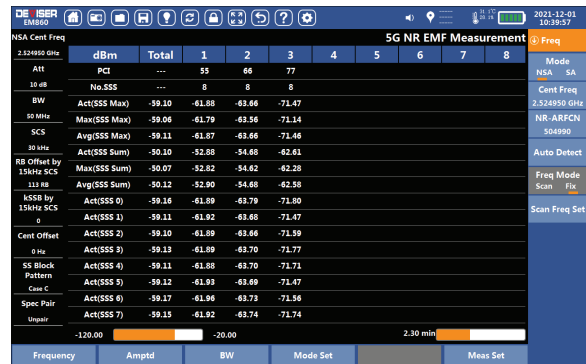 DEVISER
EM860
2021-12-01
10:39:57
NSA Cent Freq
2.524950 GHz
Att
10 dB
BW
50 MHz
SCS
30 kHz
RB Offset by
15kHz SCS
113 RB
kSSB by
15kHz SCS
0
Cent Offset
0 Hz
SS Block
Pattern
Case C
Spec Pair
Unpair
5G NR EMF Measurement
dBm Total 1 2 3 4 5 6 7 8
PCI --- 55 66 77
No.SSS --- 8 8 8
Act(SSS Max) -59.10 -61.88 -63.66 -71.47
Max(SSS Max) -59.06 -61.79 -63.56 -71.14
Avg(SSS Max) -59.11 -61.87 -63.66 -71.46
Act(SSS Sum) -50.10 -52.88 -54.68 -62.61
Max(SSS Sum) -50.07 -52.82 -54.62 -62.28
Avg(SSS Sum) -50.12 -52.90 -54.68 -62.58
Act(SSS 0) -59.16 -61.89 -63.79 -71.80
Act(SSS 1) -59.11 -61.92 -63.68 -71.47
Act(SSS 2) -59.10 -61.89 -63.66 -71.59
Act(SSS 3) -59.13 -61.89 -63.70 -71.77
Act(SSS 4) -59.11 -61.88 -63.70 -71.71
Act(SSS 5) -59.12 -61.93 -63.69 -71.47
Act(SSS 6) -59.17 -61.96 -63.73 -71.56
Act(SSS 7) -59.15 -61.92 -63.74 -71.74
-120.00 -20.00 2.30 min
Freq
Mode
NSA SA
Cent Freq
2.524950 GHz
NR-ARFCN
504990
Auto Detect
Freq Mode
Scan Fix
Scan Freq Set
Frequency Amptd BW Mode Set Meas Set